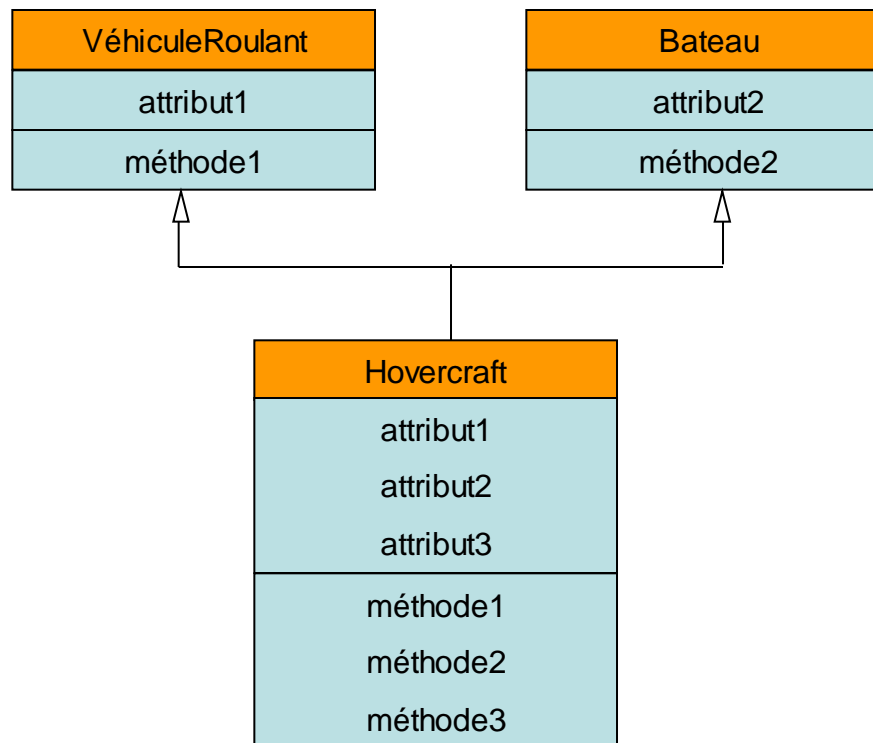 VéhiculeRoulant
attribut1
méthode1
Bateau
attribut2
méthode2
Hovercraft
attribut1
attribut2
attribut3
méthode1
méthode2
méthode3